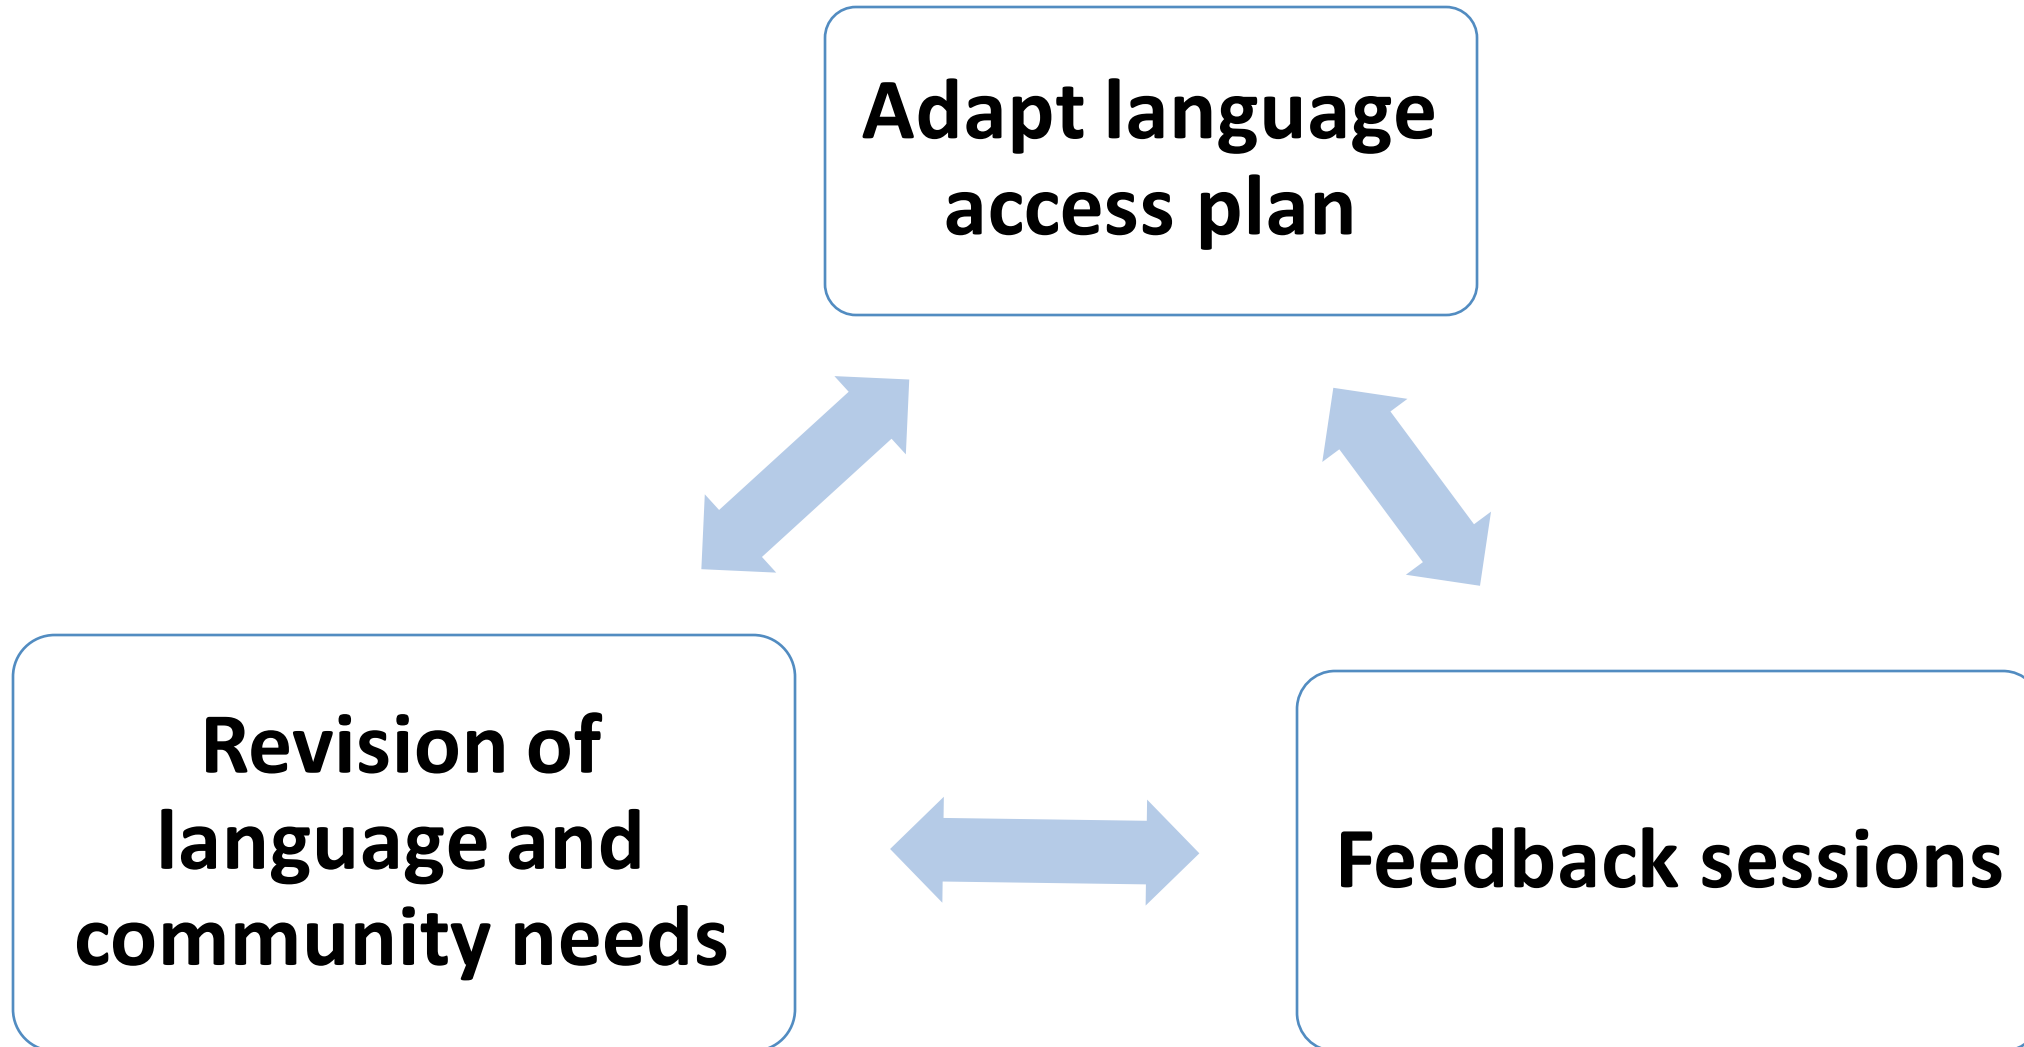 Adapt language
access plan
Revision of
language and
community needs
Feedback sessions